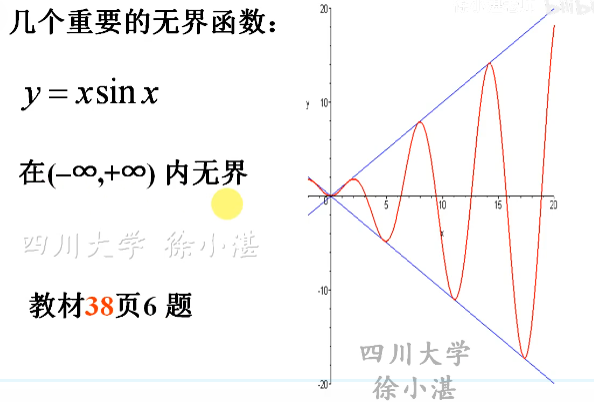 几个重要的无界函数：
y = x sin x
在(–∞,+∞) 内无界
四川大学 徐小湛
教材38页6 题
20
y
10
0
5
10
15
20
x
-10
-20
四川大学
徐小湛